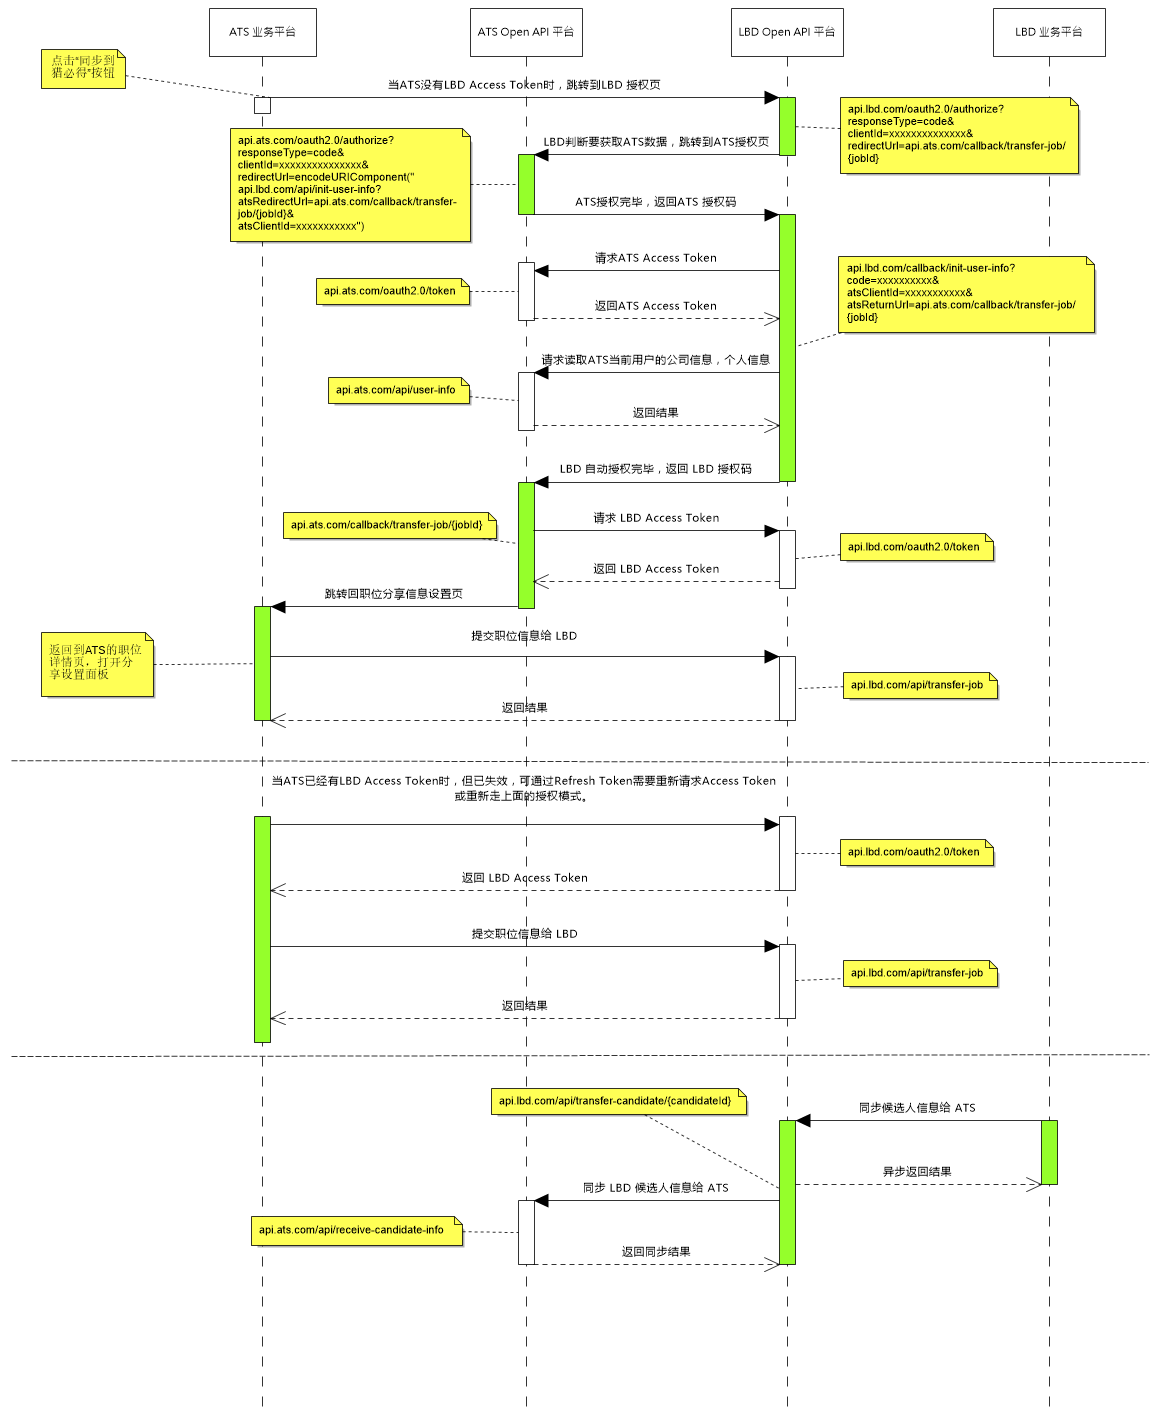 ATS 业务平台
ATS Open API 平台
LBD Open API 平台
LBD 业务平台
点击“同步到
猎必得”按钮
当ATS没有LBD Access Token时，跳转到LBD 授权页
api.lbd.com/oauth2.0/authorize?
responseType=code&
clientId=xxxxxxxxxxxxxx&
redirectUrl=api.ats.com/callback/transfer-job/
{jobId}
LBD判断要获取ATS数据，跳转到ATS授权页
api.ats.com/oauth2.0/authorize?
responseType=code&
clientId=xxxxxxxxxxxxxxx&
redirectUrl=encodeURIComponent("
api.lbd.com/api/init-user-info?
atsRedirectUrl=api.ats.com/callback/transfer-
job/{jobId}&
atsClientId=xxxxxxxxxxx")
ATS授权完毕，返回ATS 授权码
请求ATS Access Token
api.ats.com/oauth2.0/token
返回ATS Access Token
api.lbd.com/callback/init-user-info?
code=xxxxxxxxxx&
atsClientId=xxxxxxxxxxx&
atsReturnUrl=api.ats.com/callback/transfer-job/
{jobId}
请求读取ATS当前用户的公司信息，个人信息
api.ats.com/api/user-info
返回结果
LBD 自动授权完毕，返回 LBD 授权码
api.ats.com/callback/transfer-job/{jobId}
请求 LBD Access Token
api.lbd.com/oauth2.0/token
返回 LBD Access Token
跳转回职位分享信息设置页
返回到ATS的职位
详情页，打开分
享设置面板
提交职位信息给 LBD
api.lbd.com/api/transfer-job
返回结果
当ATS已经有LBD Access Token时，但已失效，可通过Refresh Token需要重新请求Access Token
或重新走上面的授权模式。
api.lbd.com/oauth2.0/token
返回 LBD Access Token
提交职位信息给 LBD
api.lbd.com/api/transfer-job
返回结果
api.lbd.com/api/transfer-candidate/{candidateId}
同步候选人信息给 ATS
异步返回结果
同步 LBD 候选人信息给 ATS
api.ats.com/api/receive-candidate-info
返回同步结果